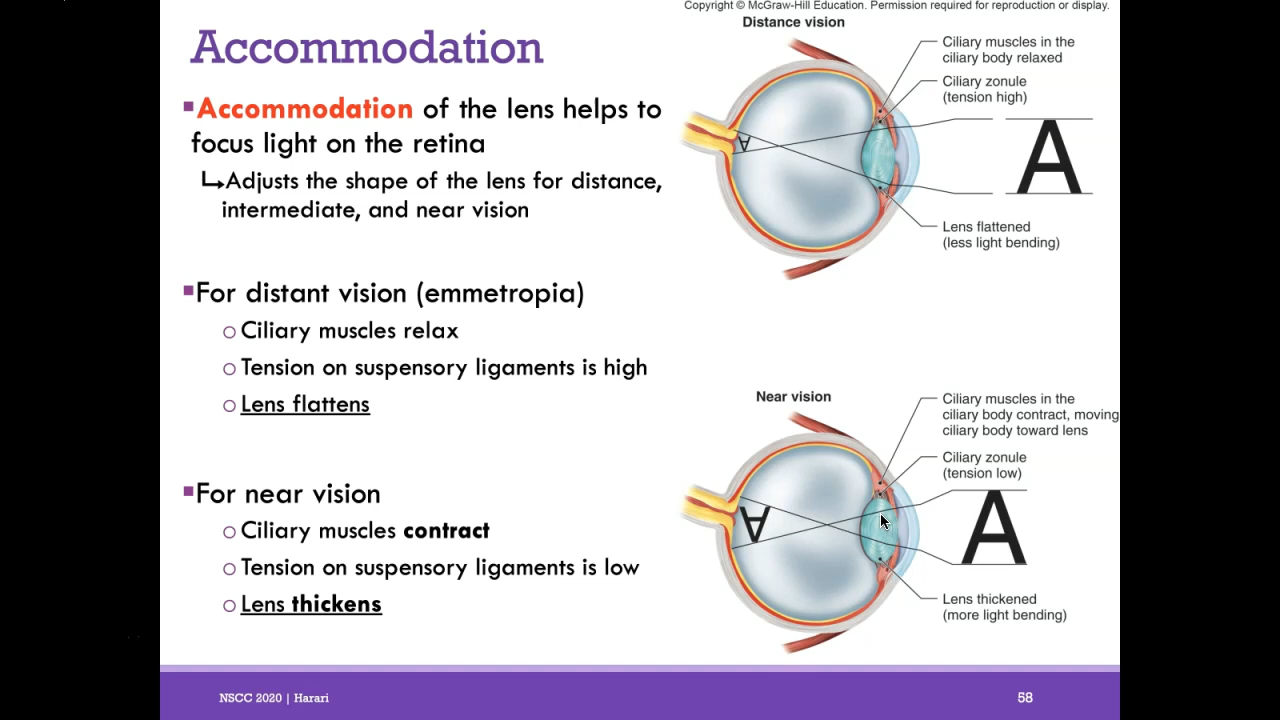 Copyright © McGraw-Hill Education. Permission required for reproduction or display.
Accommodation
Accommodation of the lens helps to
focus light on the retina
Adjusts the shape of the lens for distance,
intermediate, and near vision
For distant vision (emmetropia)
Ciliary muscles relax
Tension on suspensory ligaments is high
Lens flattens
For near vision
Ciliary muscles contract
Tension on suspensory ligaments is low
Lens thickens
Distance vision
Ciliary muscles in the
ciliary body relaxed
Ciliary zonule
(tension high)
A
A
Lens flattened
(less light bending)
Near vision
Ciliary muscles in the
ciliary body contract, moving
ciliary body toward lens
Ciliary zonule
(tension low)
A
A
Lens thickened
(more light bending)
NSCC 2020 | Harari
58